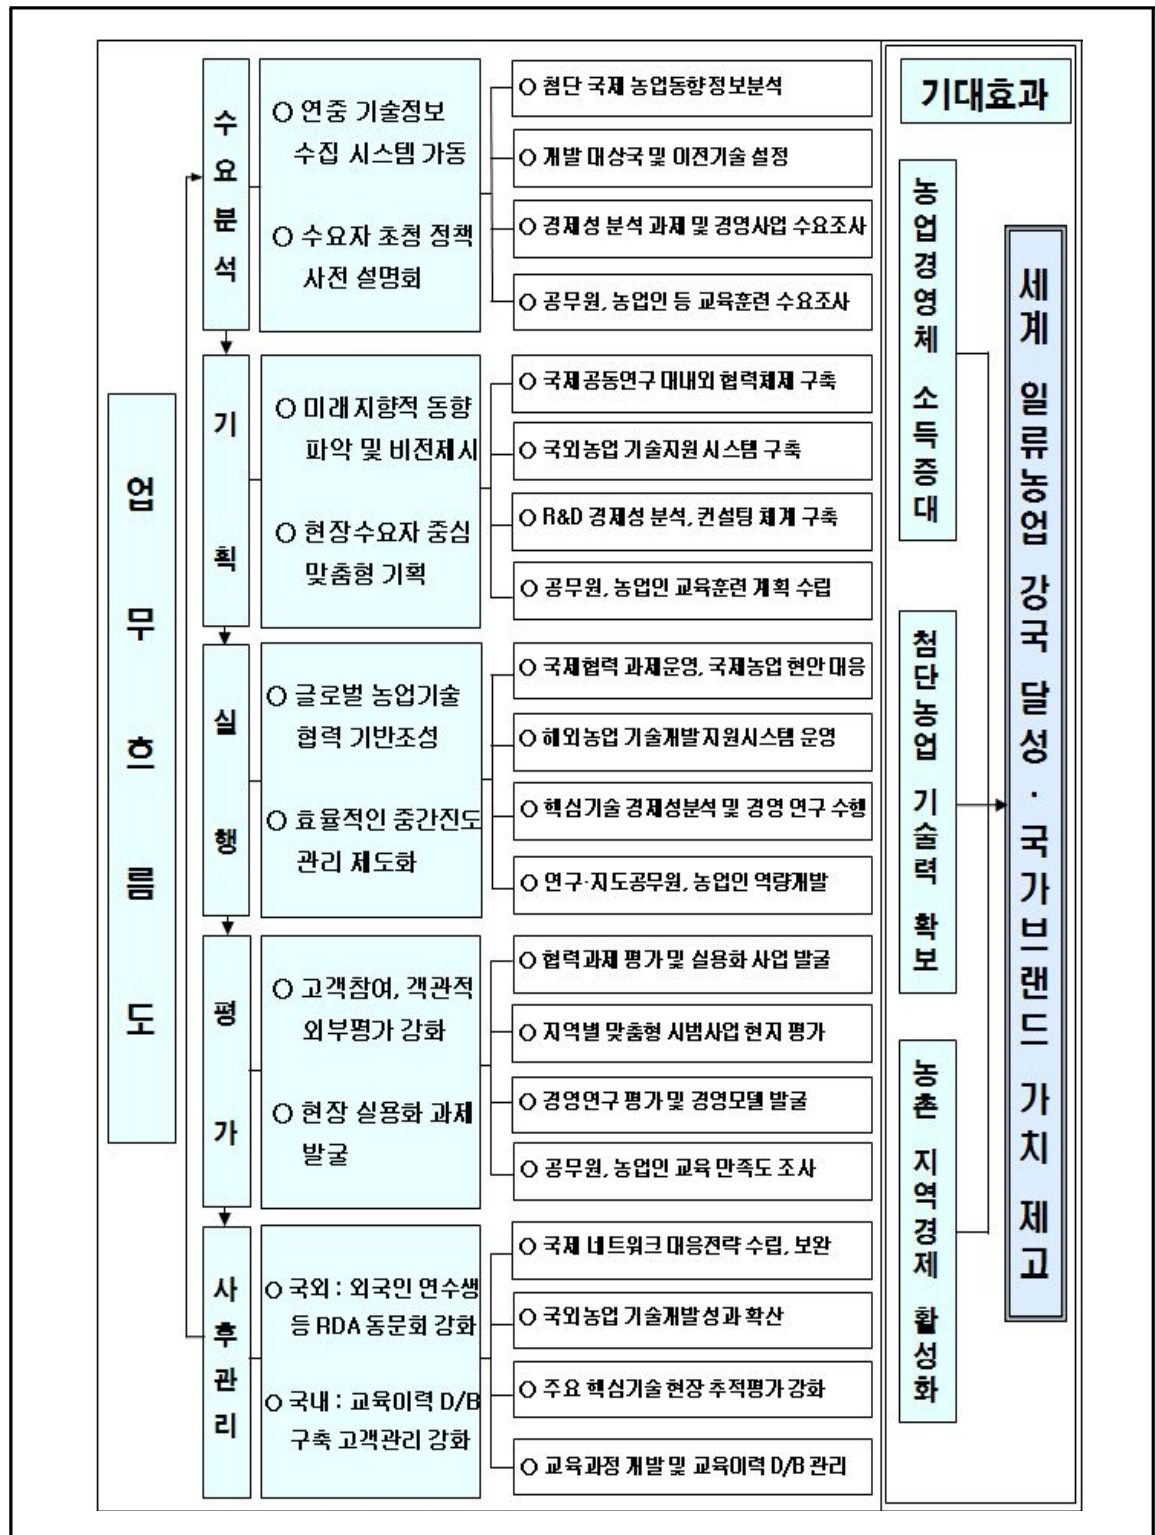 업무흐름도
수요분석
○ 연중 기술정보
수집 시스템 가동
○ 수요자 초청 정책
사전 설명회
○ 첨단 국제 농업동향정보분석
○ 개발 대상국 및 이전기술 설정
○ 경제성 분석 과제 및 경영사업 수요조사
○ 공무원, 농업인 등 교육훈련 수요조사
기획
○ 미래지향적 동향
파악 및 비전제시
○ 현장수요자 중심
맞춤형 기획
○ 국제공동연구 대내외 협력체제 구축
○ 국외농업 기술지원 시스템 구축
○ R&D 경제성 분석, 컨설팅 체계 구축
○ 공무원, 농업인 교육훈련 계획 수립
실행
○ 글로벌 농업기술
협력 기반조성
○ 효율적인 중간진도
관리 제도화
○ 국제협력 과제운영, 국제농업 현안대응
○ 해외농업 기술개발지원시스템 운영
○ 핵심기술 경제성분석 및 경영 연구 수행
○ 연구·지도공무원, 농업인 역량개발
평가
○ 고객참여, 객관적
외부평가 강화
○ 현장 실용화 과제
발굴
○ 협력과제 평가 및 실용화 사업 발굴
○ 지역별 맞춤형 시범사업 현지 평가
○ 경영연구 평가 및 경영모델 발굴
○ 공무원, 농업인 교육 만족도 조사
사후관리
○ 국외 : 외국인 연수생
등 RDA 동문회 강화
○ 국내 : 교육이력 D/B
구축 고객관리 강화
○ 국제 네트워크 대응전략 수립, 보완
○ 국외농업 기술개발성과 확산
○ 주요 핵심기술 현장 추적평가 강화
○ 교육과정 개발 및 교육이력 D/B 관리
기대효과
농업경영체 소득증대
첨단농업 기술력 확보
농촌 지역경제 활성화
세계 일류농업 강국 달성 · 국가브랜드 가치 제고